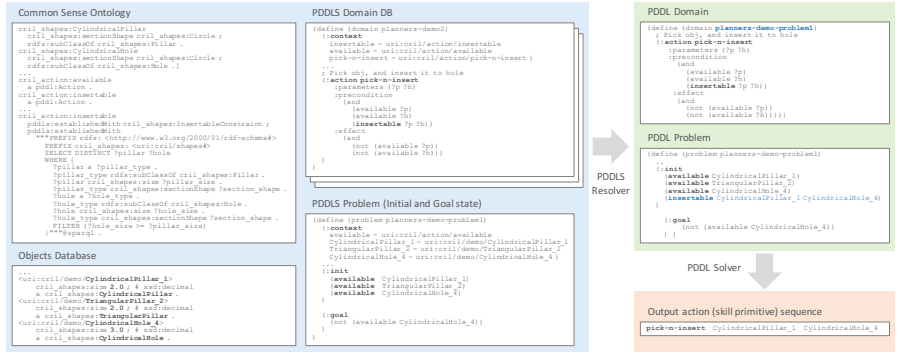 Common Sense Ontology
cril_shapes:CylindricalPillar
cril_shapes:sectionShape cril_shapes:Circle ;
rdfs:subClassOf cril_shapes:Pillar .
cril_shapes:CylindricalHole
cril_shapes:sectionShape cril_shapes:Circle ;
rdfs:subClassOf cril_shapes:Hole .]
...
cril_action:available
a pddl:Action .
cril_action:insertable
a pddl:Action .
...
cril_action:insertable
pddls:establishedWith cril_shapes:InsertableConstraint ;
pddls:establishedWith
"""PREFIX rdfs: <http://www.w3.org/2000/01/rdf-schema#>
PREFIX cril_shapes: <uri:cril/shapes#>
SELECT DISTINCT ?pillar ?hole
WHERE {
?pillar a ?pillar_type .
?pillar_type rdfs:subClassOf cril_shapes:Pillar .
?pillar cril_shapes:size ?pillar_size .
?pillar_type cril_shapes:sectionShape ?section_shape .
?hole a ?hole_type .
?hole_type rdfs:subClassOf cril_shapes:Hole .
?hole cril_shapes:size ?hole_size .
?hole_type cril_shapes:sectionShape ?section_shape .
FILTER (?hole_size >= ?pillar_size)
}"""@sparql .
Objects Database
...
<uri:cril/demo/CylindricalPillar_1>
cril_shapes:size 2.0 ; # xsd:decimal
a cril_shapes:CylindricalPillar .
<uri:cril/demo/TriangularPillar_2>
cril_shapes:size 2.0 ; # xsd:decimal
a cril_shapes:TriangularPillar .
<uri:cril/demo/CylindricalHole_4>
cril_shapes:size 3.0 ; # xsd:decimal
a cril_shapes:CylindricalHole .
PDDLS Domain DB
(define (domain planners-demo2)
(:context
insertable - uri:cril/action/insertable
available - uri:cril/action/available
pick-n-insert - uri:cril/action/pick-n-insert )
...
; Pick obj, and insert it to hole
(:action pick-n-insert
:parameters (?p ?h)
:precondition
(and
(available ?p)
(available ?h)
(insertable ?p ?h))
:effect
(and
(not (available ?p))
(not (available ?h)))
)
)
PDDLS Problem (Initial and Goal state)
(define (problem planners-demo-problem1)
(:context
available - uri:cril/action/available
CylindricalPillar_1 - uri:cril/demo/CylindricalPillar_1
TriangularPillar_2 - uri:cril/demo/TriangularPillar_2
CylindricalHole_4 - uri:cril/demo/CylindricalHole_4 )
...
(:init
(available CylindricalPillar_1)
(available TriangularPillar_2)
(available CylindricalHole_4)
)
(:goal
(not (available CylindricalHole_4))
)
)
PDDLS
Resolver
PDDL Domain
(define (domain planners-demo-problem1)
; Pick obj, and insert it to hole
(:action pick-n-insert
:parameters (?p ?h)
:precondition
(and
(available ?p)
(available ?h)
(insertable ?p ?h))
:effect
(and
(not (available ?p))
(not (available ?h)))))
PDDL Problem
(define (problem planners-demo-problem1)
..
(:init
(available CylindricalPillar_1)
(available TriangularPillar_2)
(available CylindricalHole_4)
(insertable CylindricalPillar_1 CylindricalHole_4)
)
(:goal
(not (available CylindricalHole_4))
) )
PDDL Solver
Output action (skill primitive) sequence
pick-n-insert CylindricalPillar_1 CylindricalHole_4